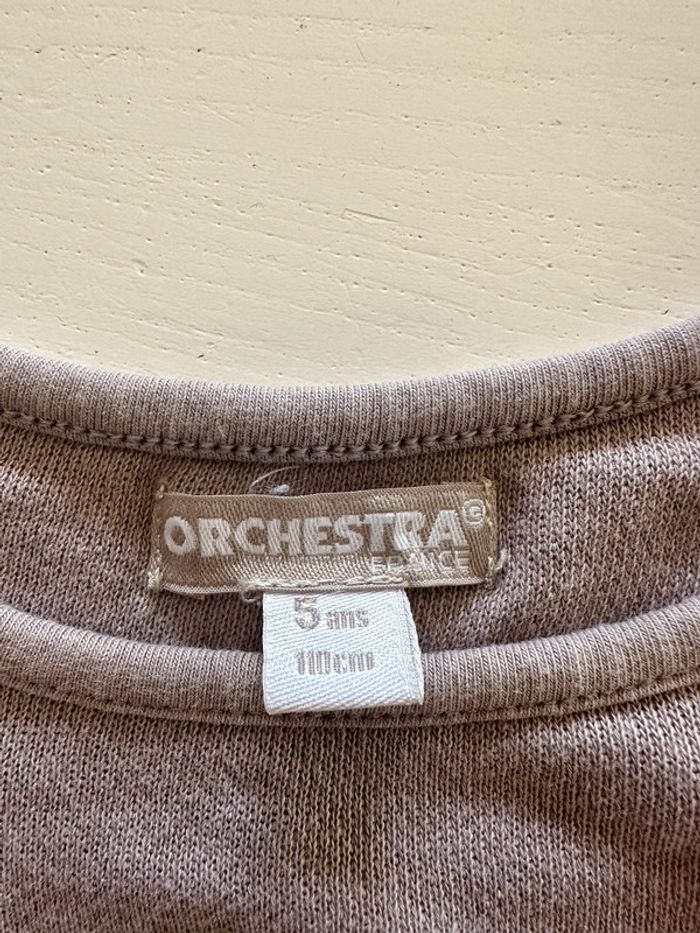 ORCHESTRA
FRANCE
5 ans
110cm